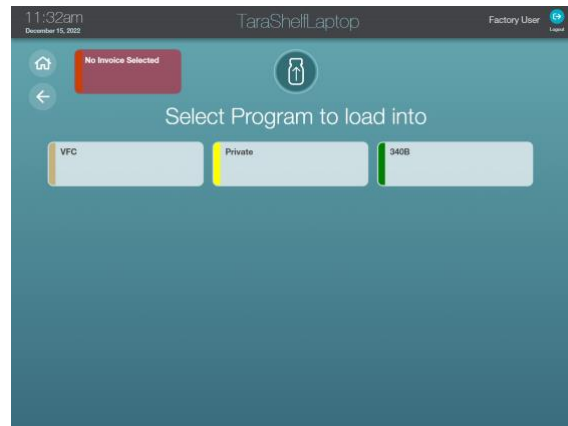 11:32am
December 15, 2022
TaraShelfLaptop
Factory User
Logout
No Invoice Selected
Select Program to load into
VFC
Private
340B